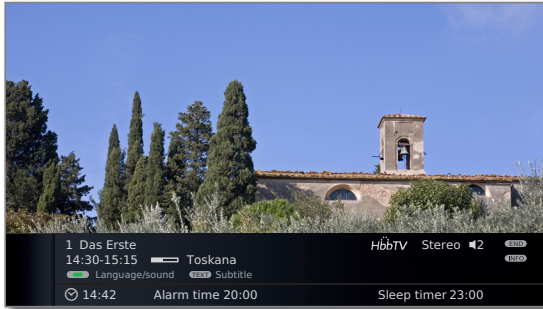 1 Das Erste HbbTV Stereo 2 END
14:30-15:15 Toskana INFO
Language/sound TEXT Subtitle
14:42 Alarm time 20:00 Sleep timer 23:00